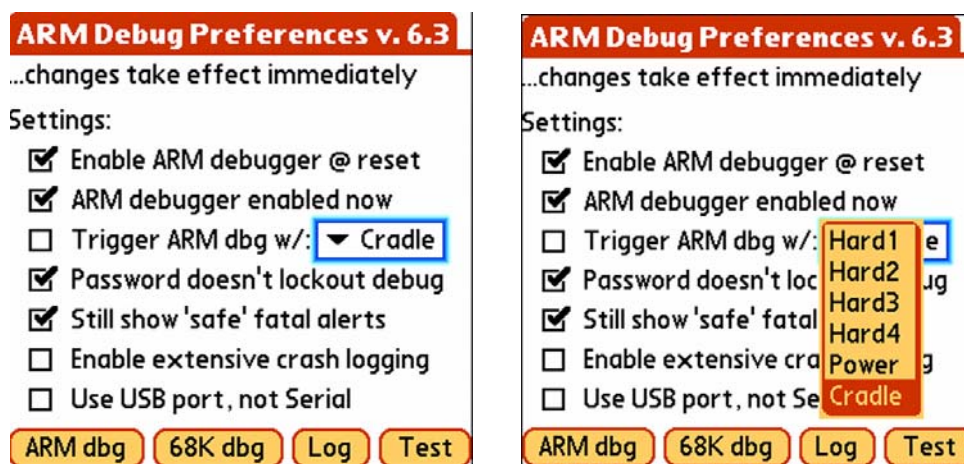 ARM Debug Preferences v. 6.3
...changes take effect immediately
Settings:
Enable ARM debugger @ reset
ARM debugger enabled now
Trigger ARM dbg w/: Cradle
Password doesn't lockout debug
Still show 'safe' fatal alerts
Enable extensive crash logging
Use USB port, not Serial
ARM dbg 68K dbg Log Test
ARM Debug Preferences v. 6.3
...changes take effect immediately
Settings:
Enable ARM debugger @ reset
ARM debugger enabled now
Trigger ARM dbg w/: e
Password doesn't loc ug
Still show 'safe' fatal
Enable extensive cra g
Use USB port, not Se
Hard1
Hard2
Hard3
Hard4
Power
Cradle
ARM dbg 68K dbg Log Test